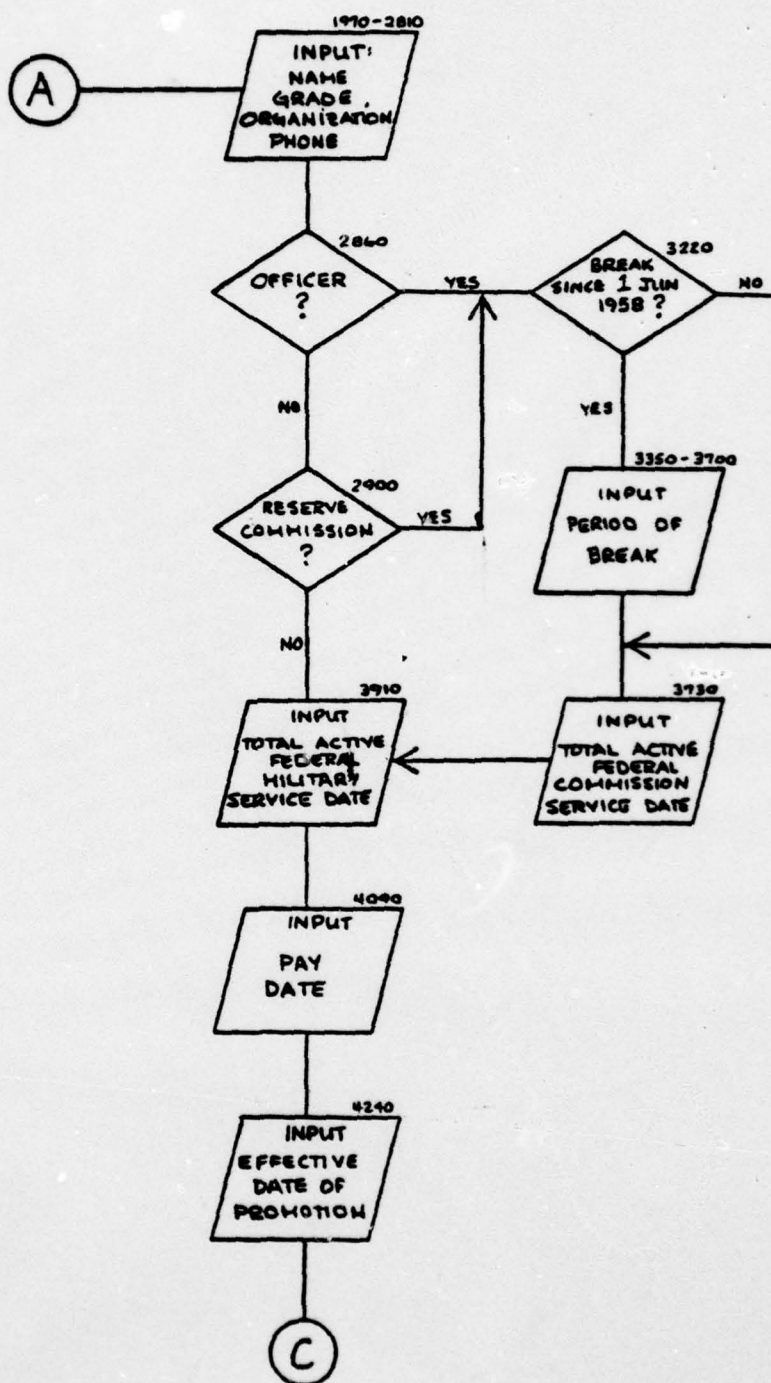 1970-2810
A
INPUT:
NAME
GRADE
ORGANIZATION
PHONE
2860
OFFICER
?
YES
3220
BREAK
SINCE 1 JUN
1958 ?
NO
NO
YES
2900
RESERVE
COMMISSION
?
YES
3350-3700
INPUT
PERIOD OF
BREAK
NO
3910
INPUT
TOTAL ACTIVE
FEDERAL
MILITARY
SERVICE DATE
3730
INPUT
TOTAL ACTIVE
FEDERAL
COMMISSION
SERVICE DATE
4090
INPUT
PAY
DATE
4240
INPUT
EFFECTIVE
DATE OF
PROMOTION
C